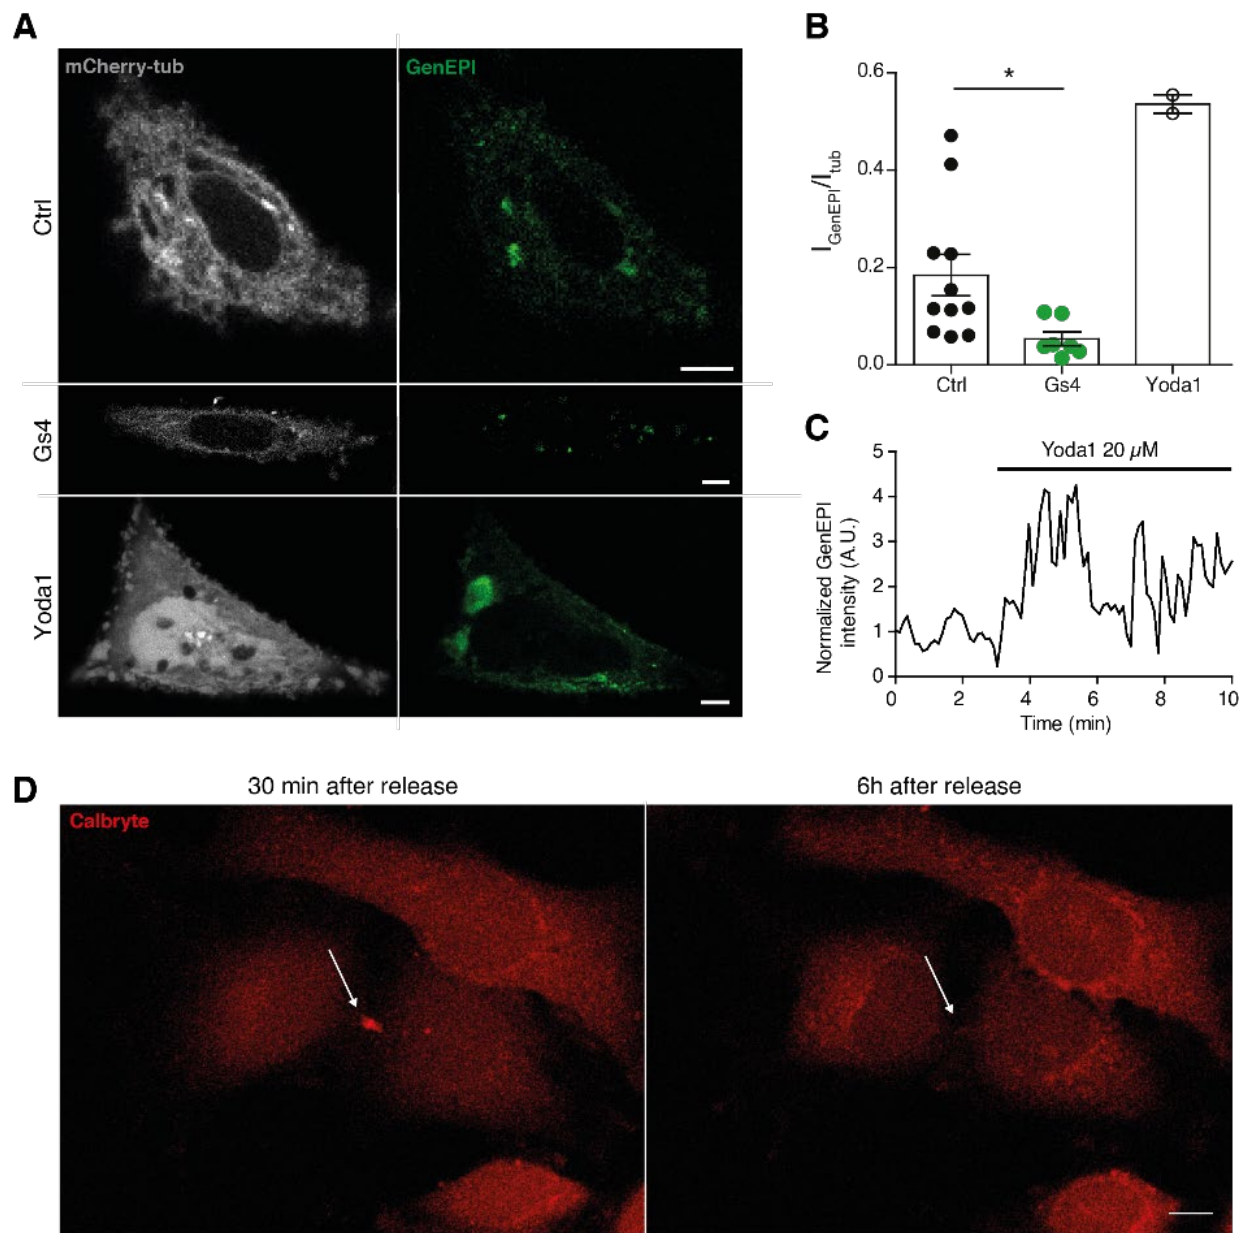 A
mCherry-tub
GenEPI
Ctrl
Gs4
Yoda1
B
0.6
0.4
0.2
0.0
I GenEPI/I tub
*
Ctrl
Gs4
Yoda1
C
Yoda1 20 µM
5
4
3
2
1
0
Normalized GenEPI
intensity (A.U.)
0 2 4 6 8 10
Time (min)
D
30 min after release
6h after release
Calbryte